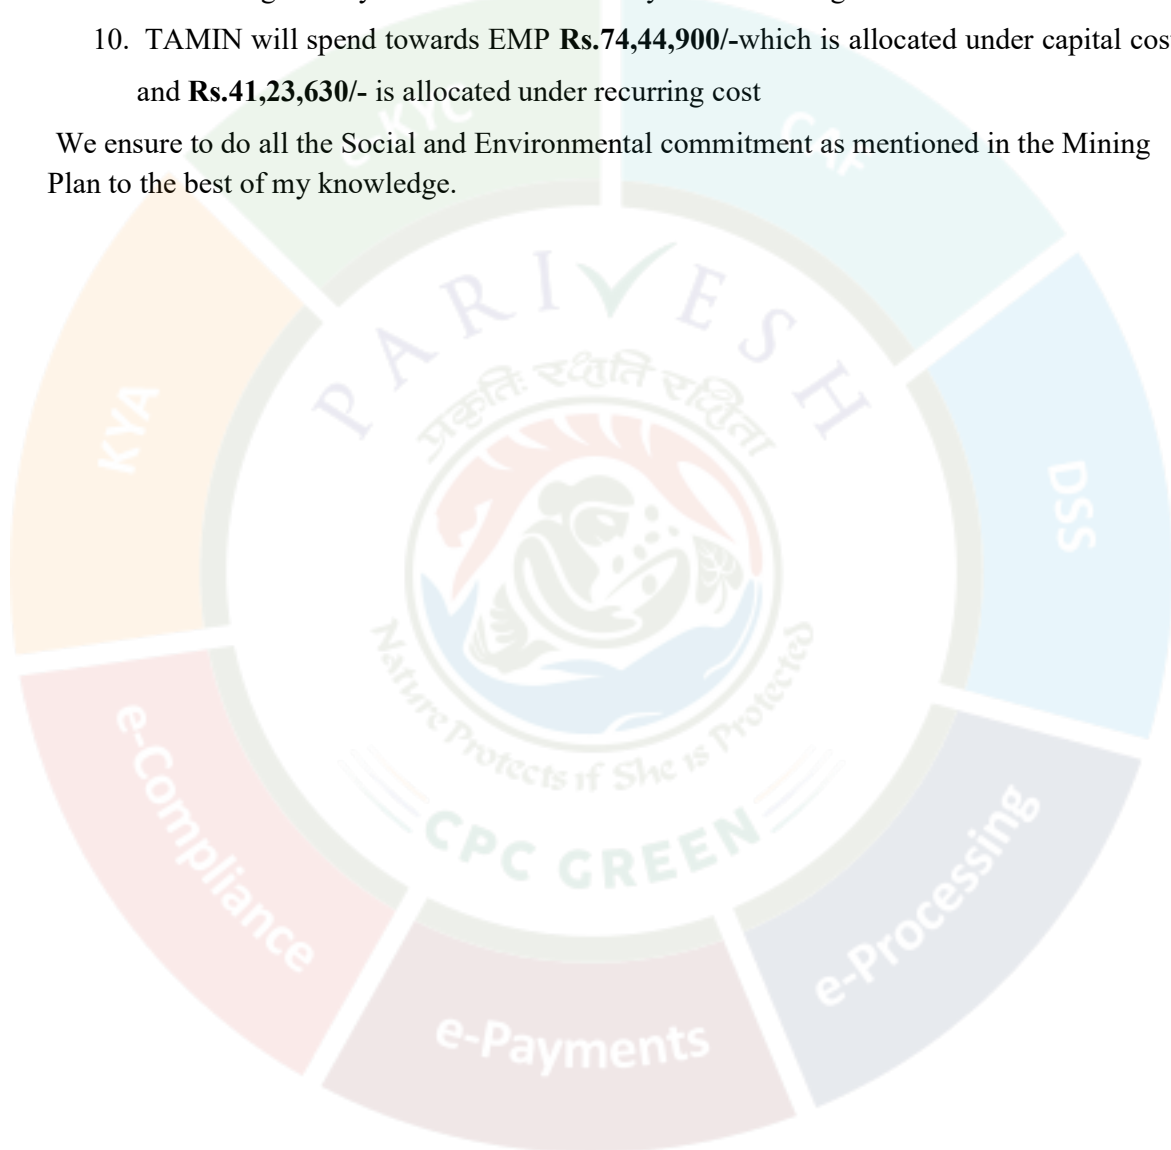 10. TAMIN will spend towards EMP Rs.74,44,900/-which is allocated under capital cos
and Rs.41,23,630/- is allocated under recurring cost
We ensure to do all the Social and Environmental commitment as mentioned in the Mining
Plan to the best of my knowledge.
e-KYC
CAF
KYA
DSS
PARIVESH
प्रकृतिः रक्षति रक्षिता
Nature Protects if She is Protected
CPC GREEN
e-Compliance
e-Processing
e-Payments